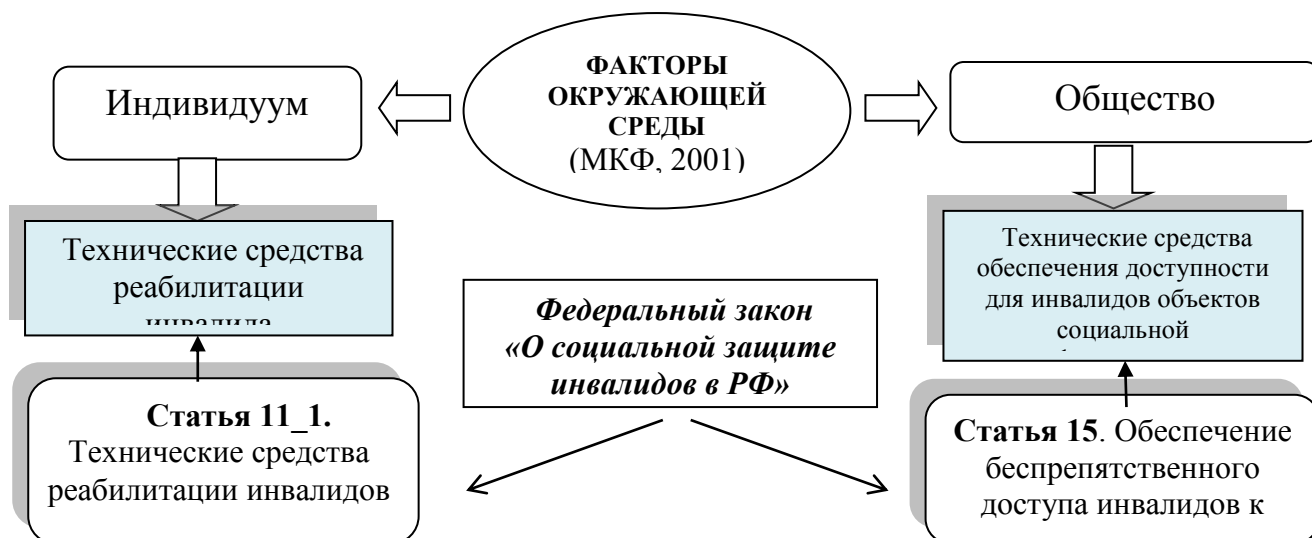 ФАКТОРЫ
ОКРУЖАЮЩЕЙ
СРЕДЫ
(МКФ, 2001)
Индивидуум
Общество
Технические средства
реабилитации
инвалида
Технические средства
обеспечения доступности
для инвалидов объектов
социальной
Федеральный закон
«О социальной защите
инвалидов в РФ»
Статья 11_1.
Технические средства
реабилитации инвалидов
Статья 15. Обеспечение
беспрепятственного
доступа инвалидов к